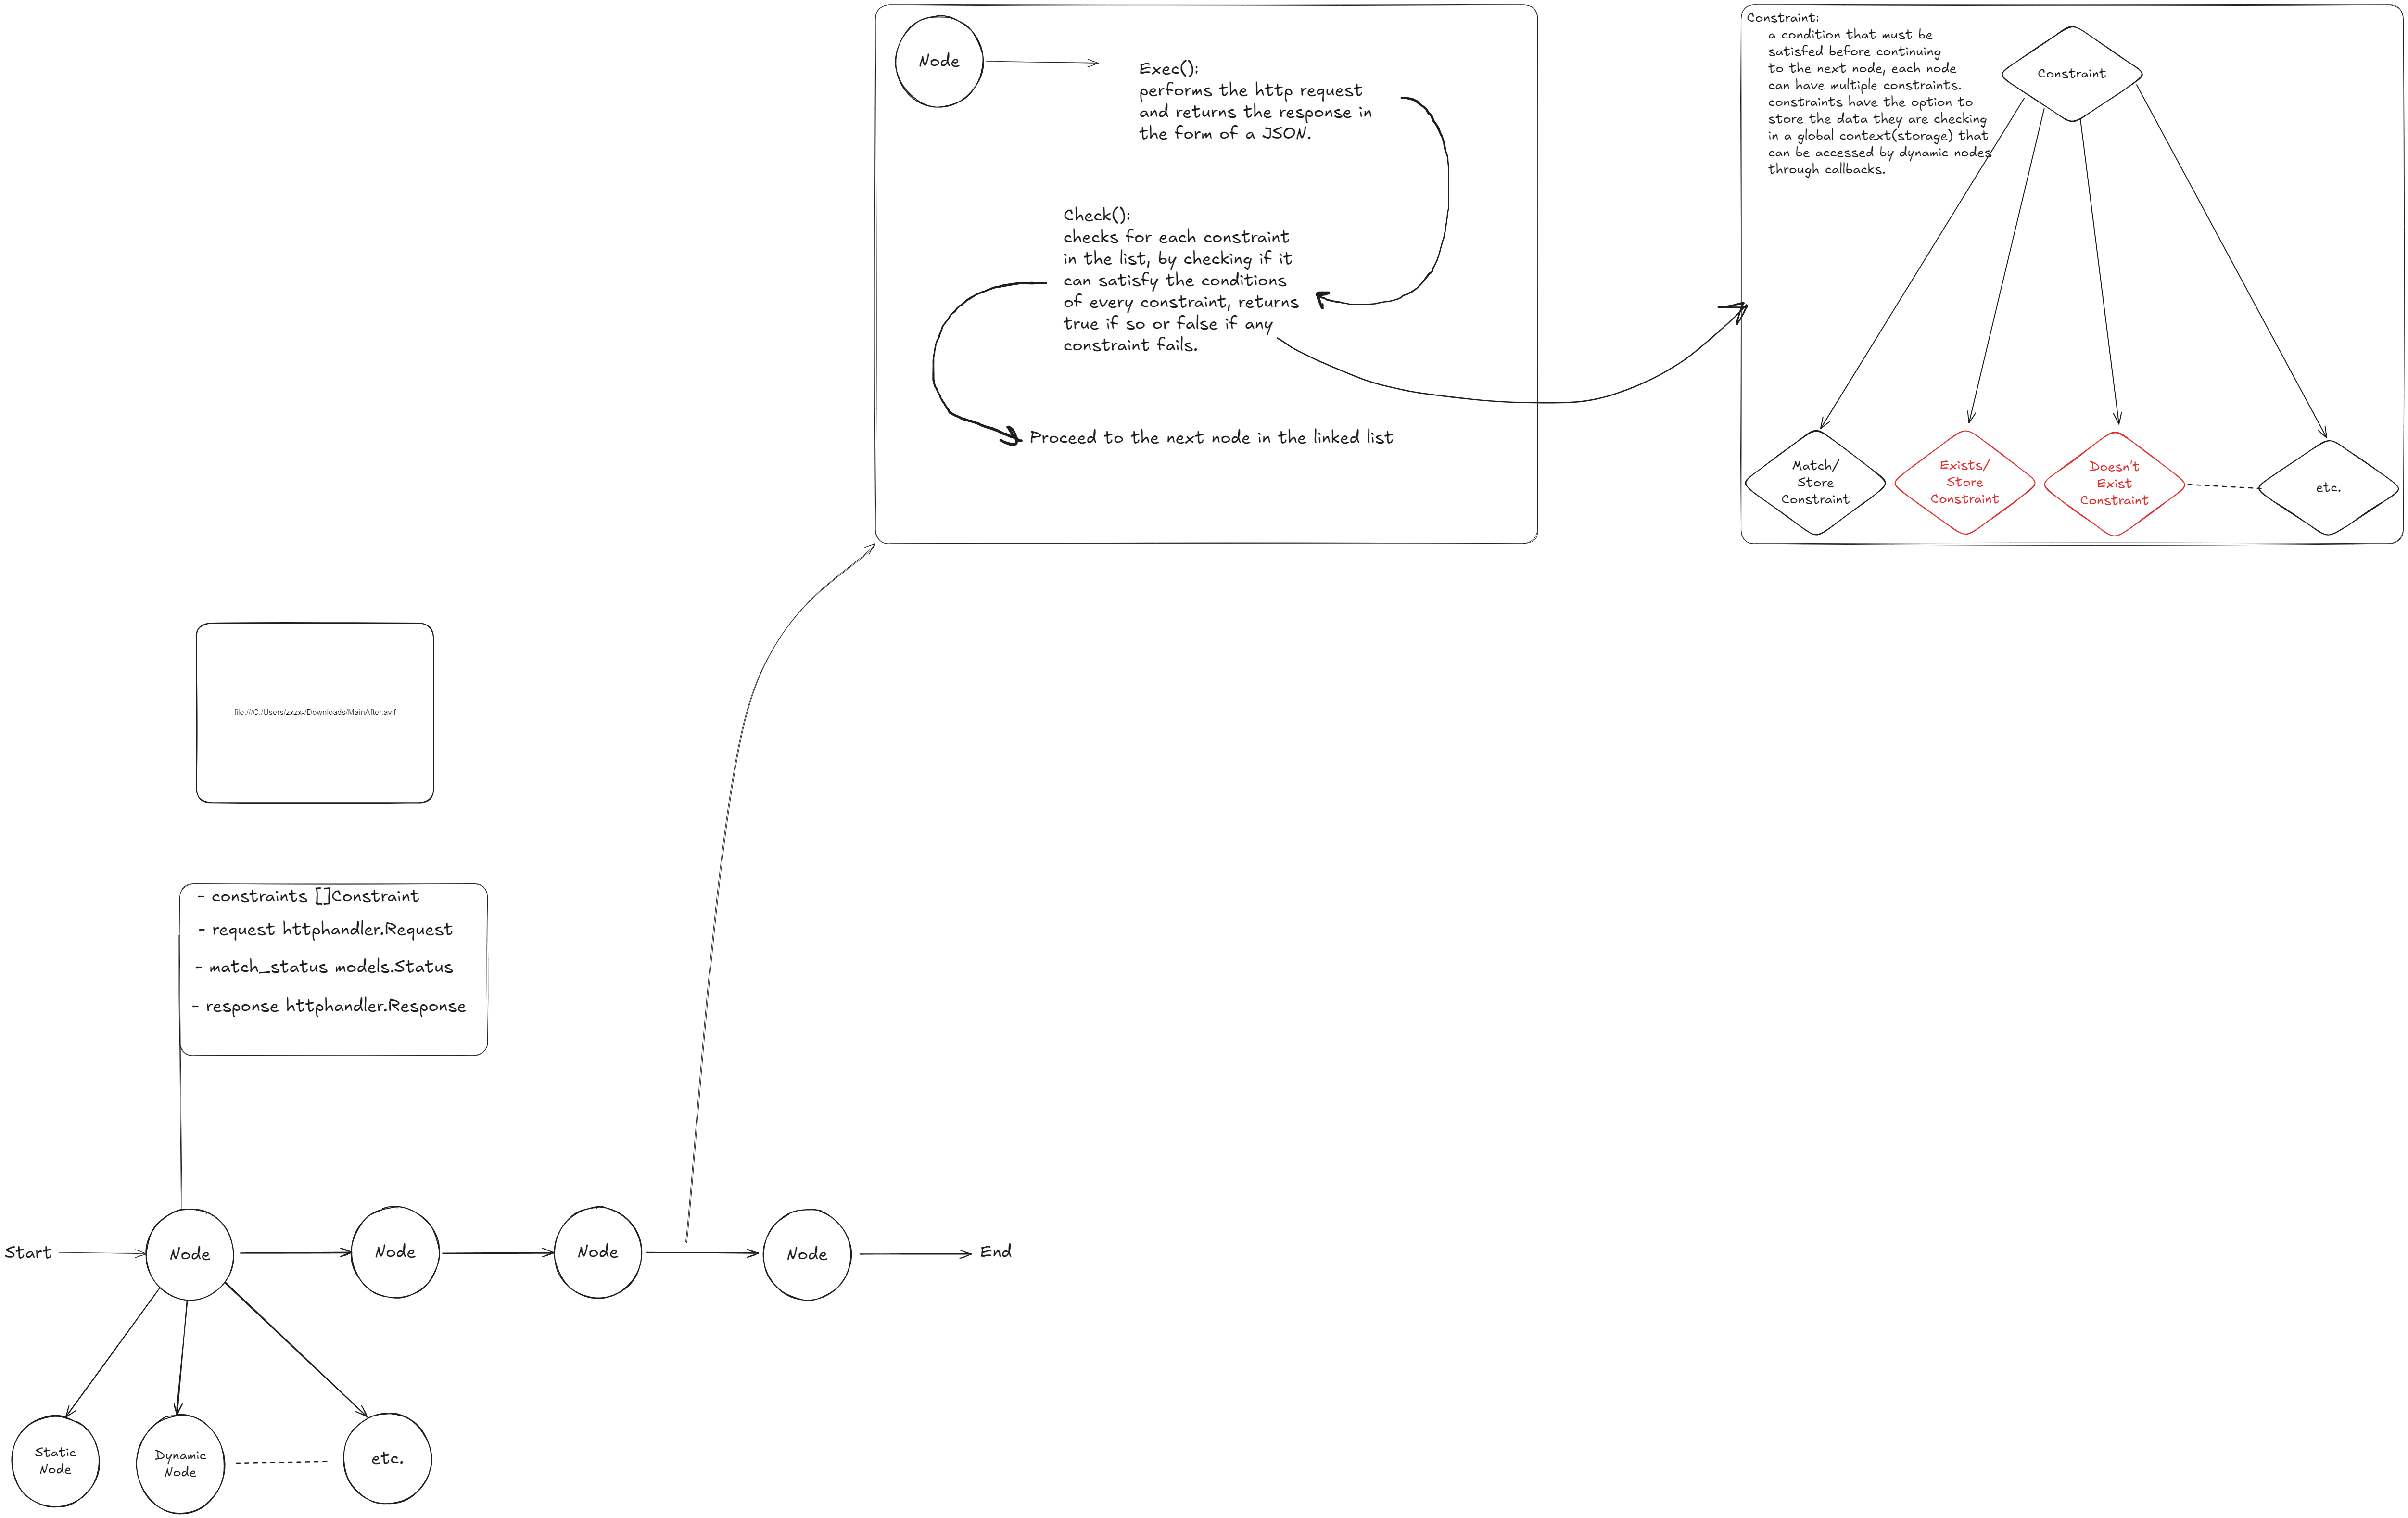 Node
Exec():
performs the http request
and returns the response in
the form of a JSON.
Check():
checks for each constraint
in the list, by checking if it
can satisfy the conditions
of every constraint, returns
true if so or false if any
constraint fails.
Proceed to the next node in the linked list
Constraint:
a condition that must be
satisfed before continuing
to the next node, each node
can have multiple constraints.
constraints have the option to
store the data they are checking
in a global context(storage) that
can be accessed by dynamic nodes
through callbacks.
Constraint
Match/
Store
Constraint
Exists/
Store
Constraint
Doesn't
Exist
Constraint
etc.
file:///C:/Users/zxzx-/Downloads/MainAfter.avif
- constraints []Constraint
- request httphandler.Request
- match_status models.Status
- response httphandler.Response
Start
Node
Node
Node
Node
End
Static
Node
Dynamic
Node
etc.